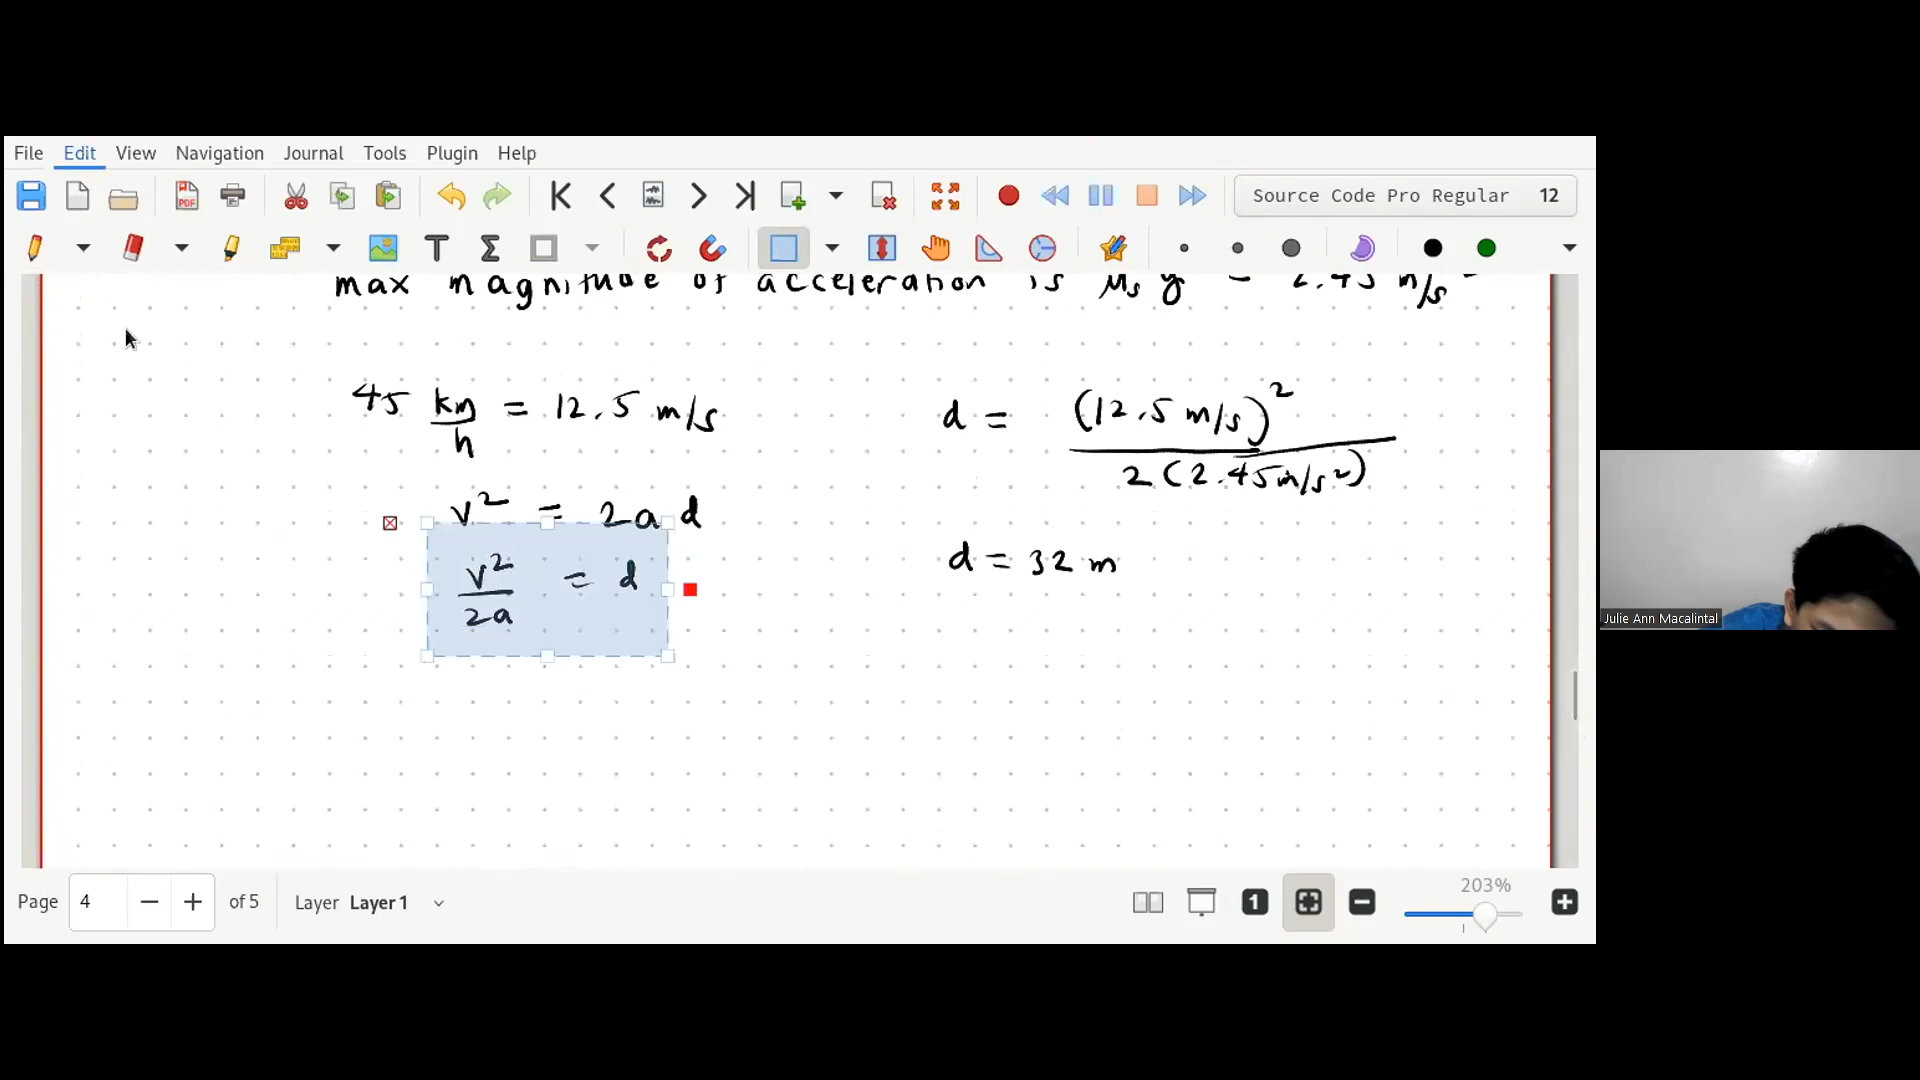 File Edit View Navigation Journal Tools Plugin Help
Source Code Pro Regular 12
max magnitude of acceleration is μs g = 2.45 m/s²
45 km/h = 12.5 m/s
v² = 2a d
v²/2a = d
d = (12.5 m/s)² / 2(2.45 m/s²)
d = 32 m
Julie Ann Macalintal
Page 4 of 5 Layer Layer 1 1 203%